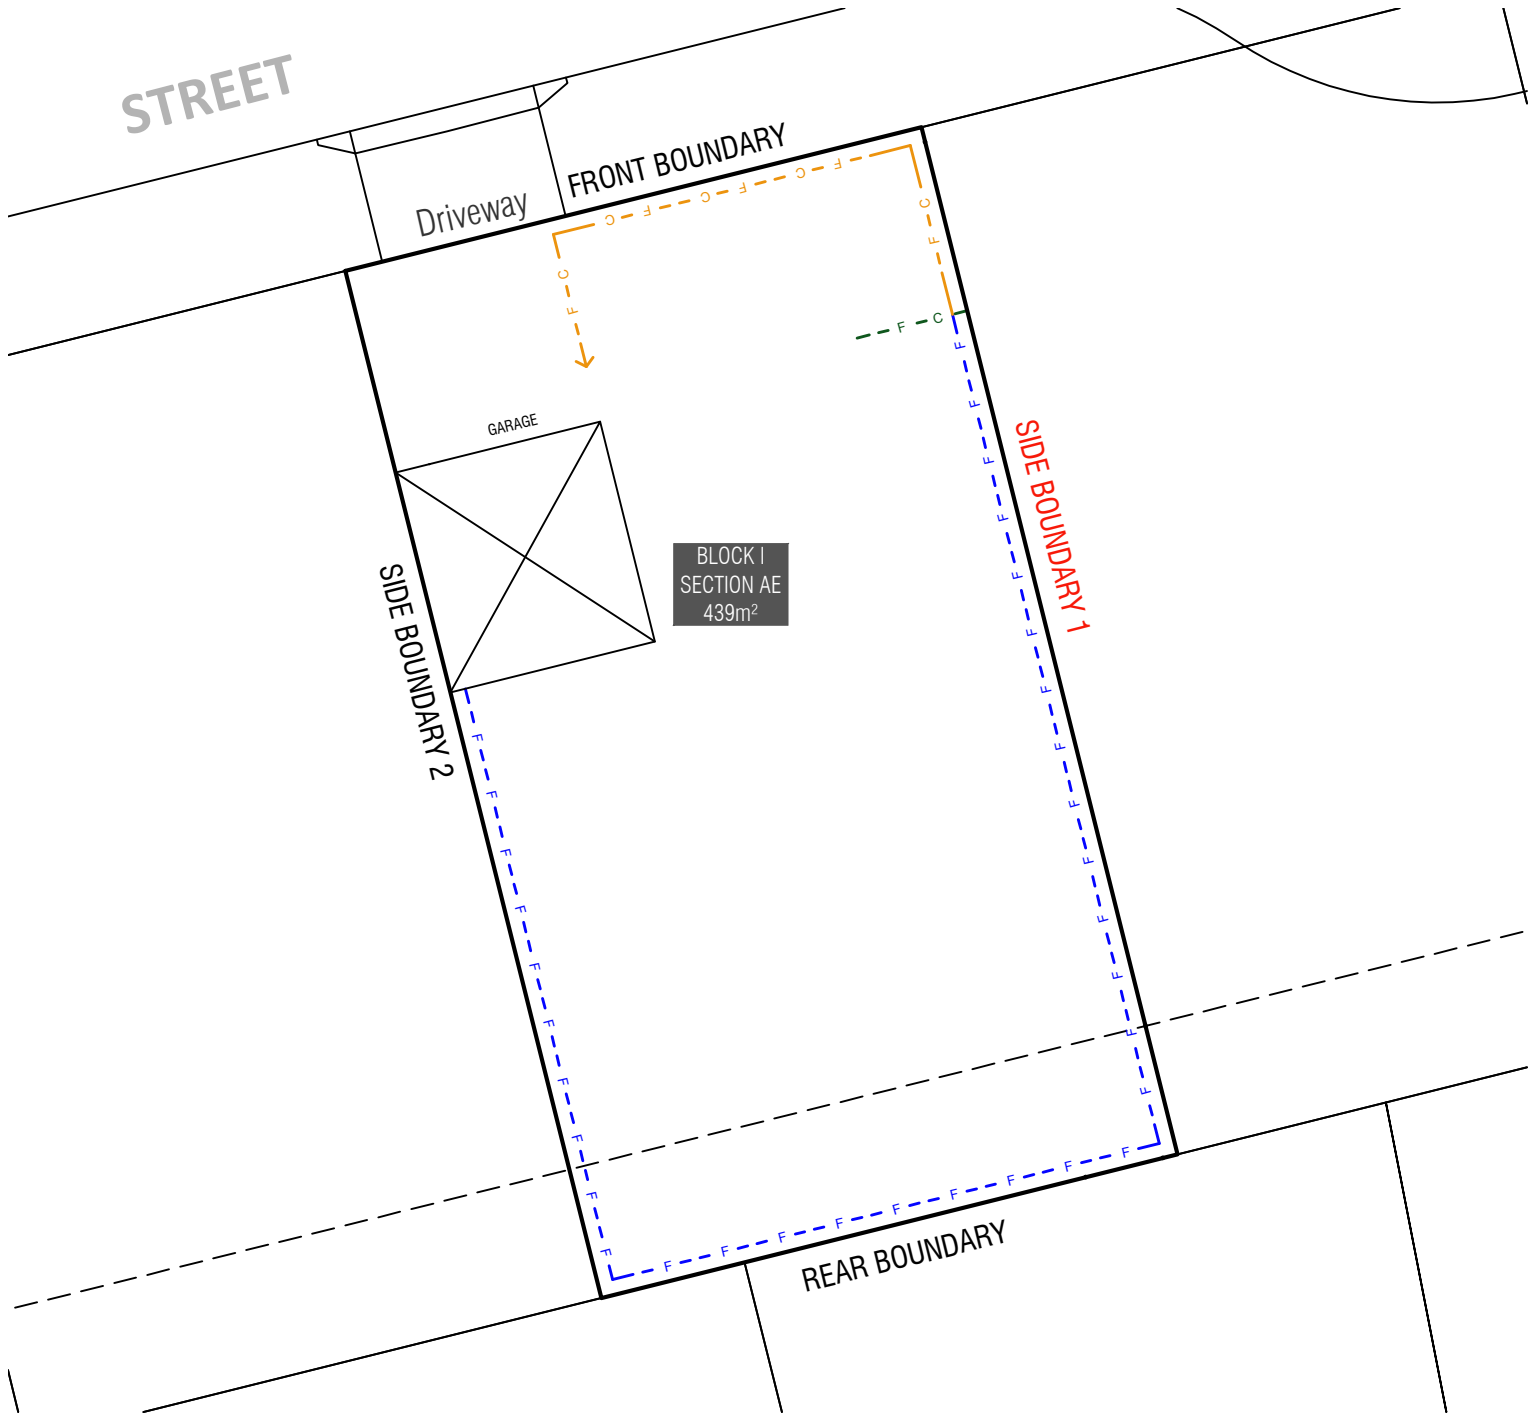 STREET
FRONT BOUNDARY
Driveway
F C F C F C
C F
C F
F C
GARAGE
SIDE BOUNDARY 1
BLOCK I
SECTION AE
439m²
SIDE BOUNDARY 2
F F F F F F F F F F F F F F
F F F F F F F F F F
F F F F F F F F F
REAR BOUNDARY